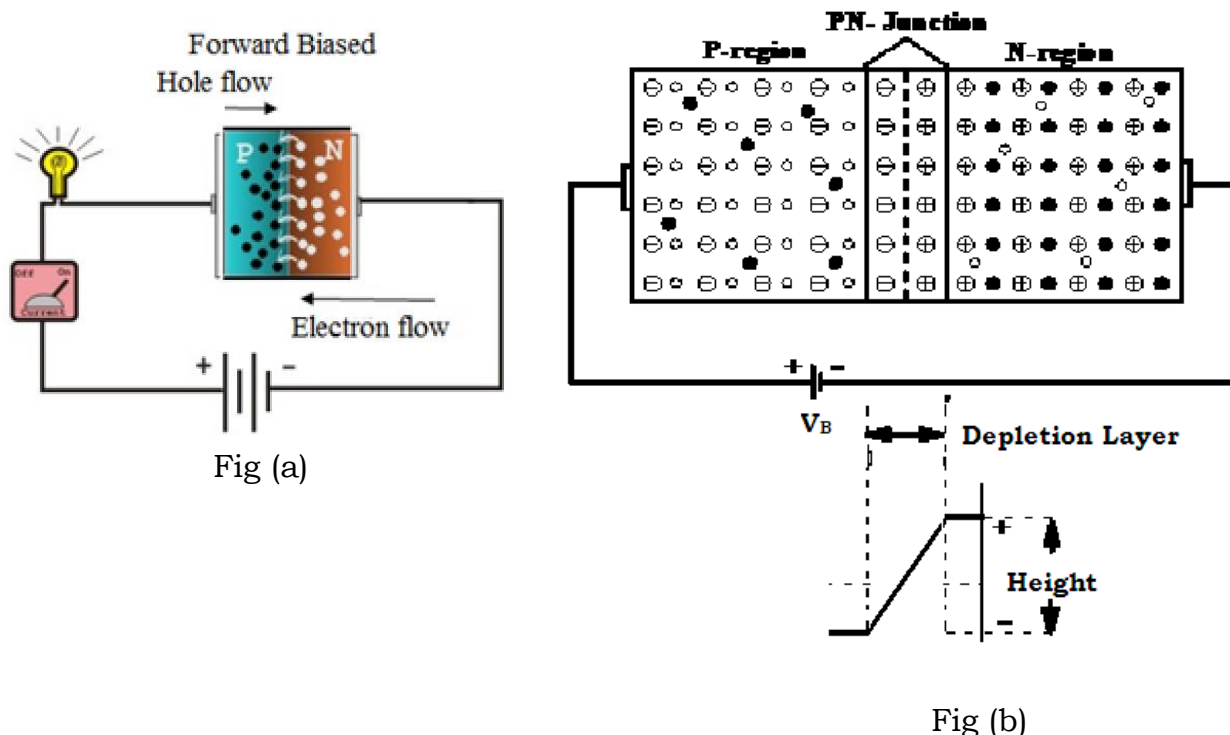 Forward Biased
Hole flow
P
N
Off
On
Current
Electron flow
+
−
Fig (a)
PN- Junction
P-region
N-region
+
−
VB
Depletion Layer
+
Height
−
Fig (b)